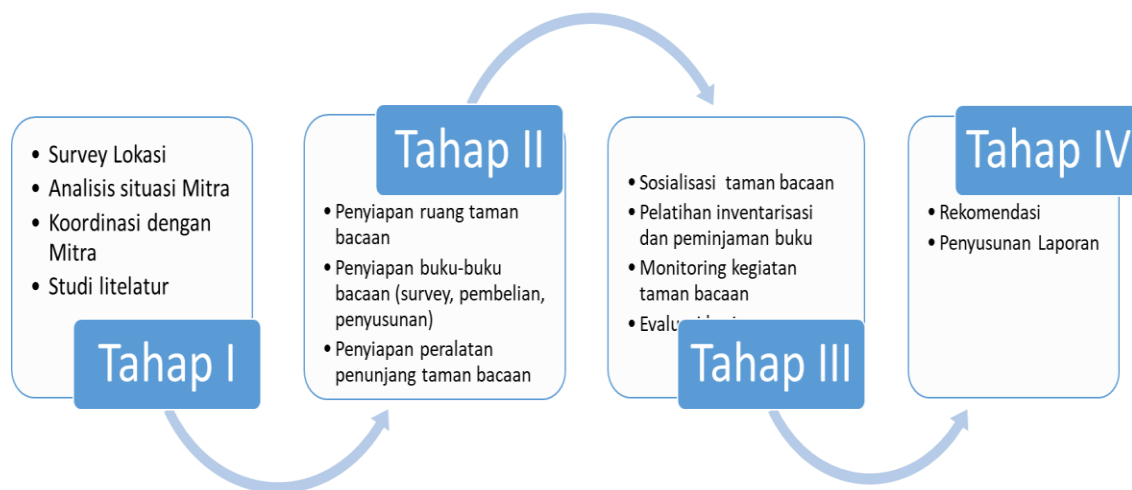 Tahap I
• Survey Lokasi
• Analisis situasi Mitra
• Koordinasi dengan
Mitra
• Studi litelatur
Tahap II
• Penyiapan ruang taman
bacaan
• Penyiapan buku-buku
bacaan (survey, pembelian,
penyusunan)
• Penyiapan peralatan
penunjang taman bacaan
Tahap III
• Sosialisasi taman bacaan
• Pelatihan inventarisasi
dan peminjaman buku
• Monitoring kegiatan
taman bacaan
Tahap IV
• Rekomendasi
• Penyusunan Laporan